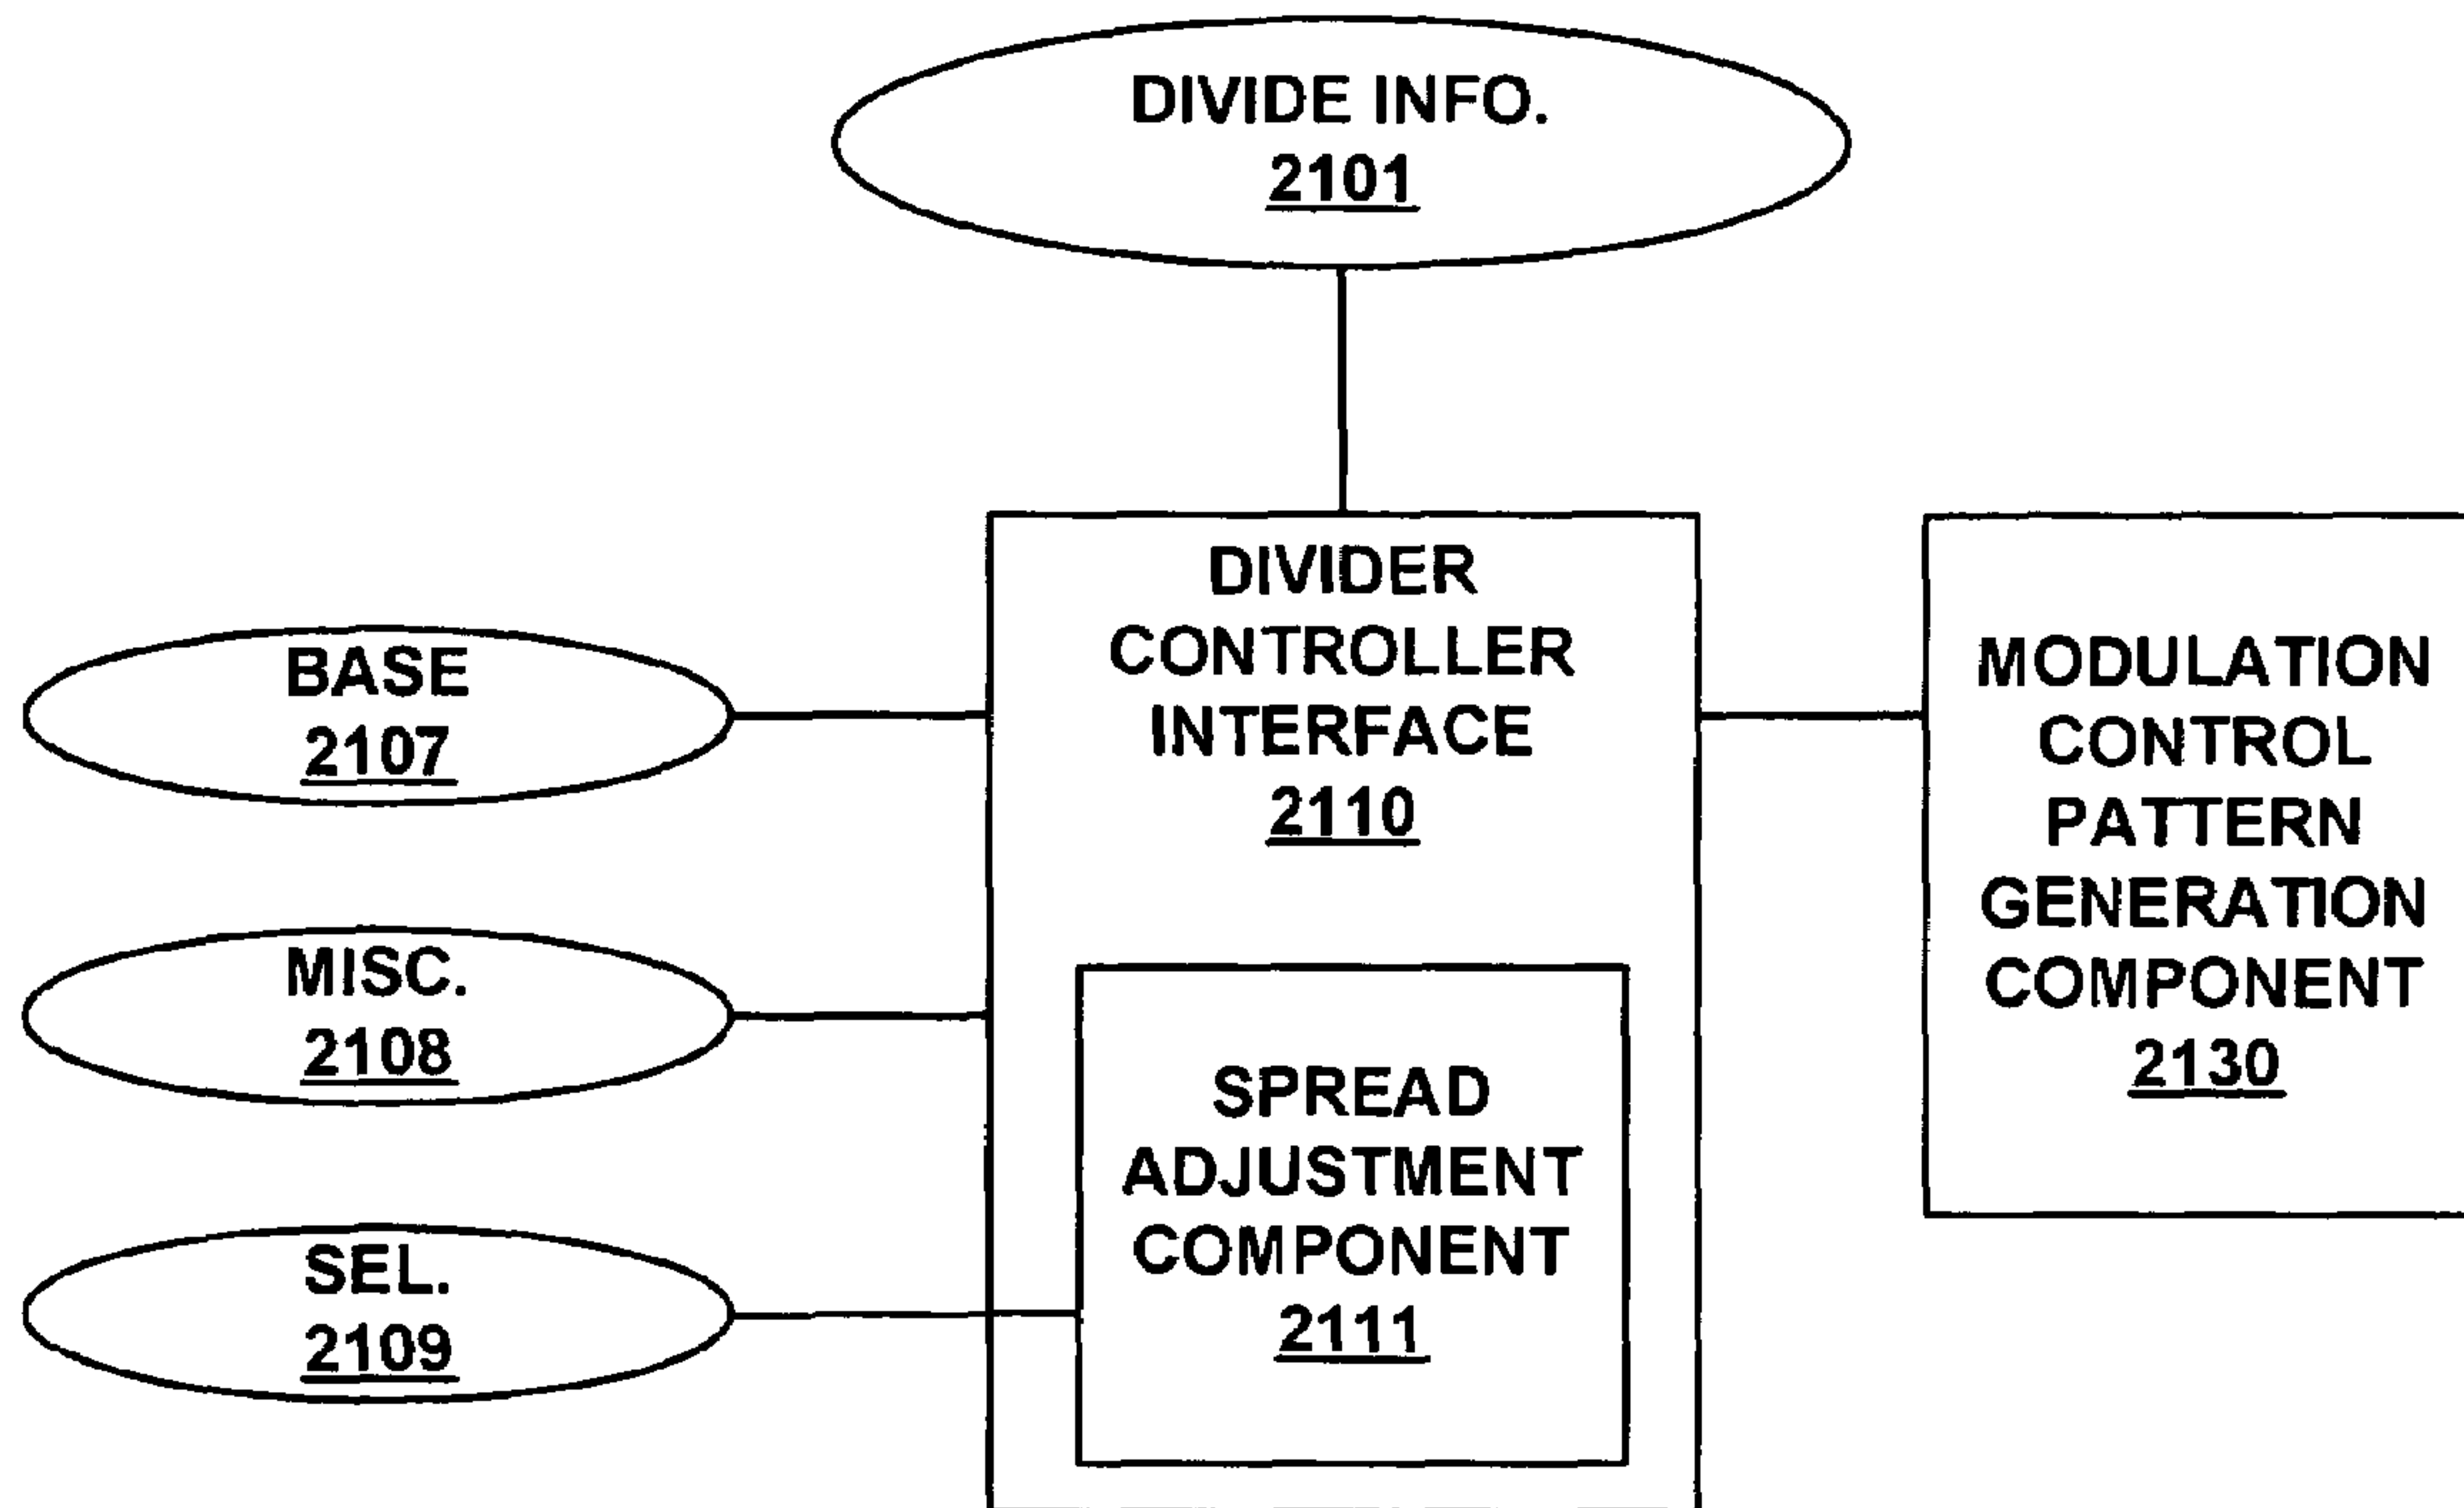 DIVIDE INFO.
2101
DIVIDER
CONTROLLER
INTERFACE
2110
BASE
2107
MISC.
2108
SEL.
2109
SPREAD
ADJUSTMENT
COMPONENT
2111
MODULATION
CONTROL
PATTERN
GENERATION
COMPONENT
2130